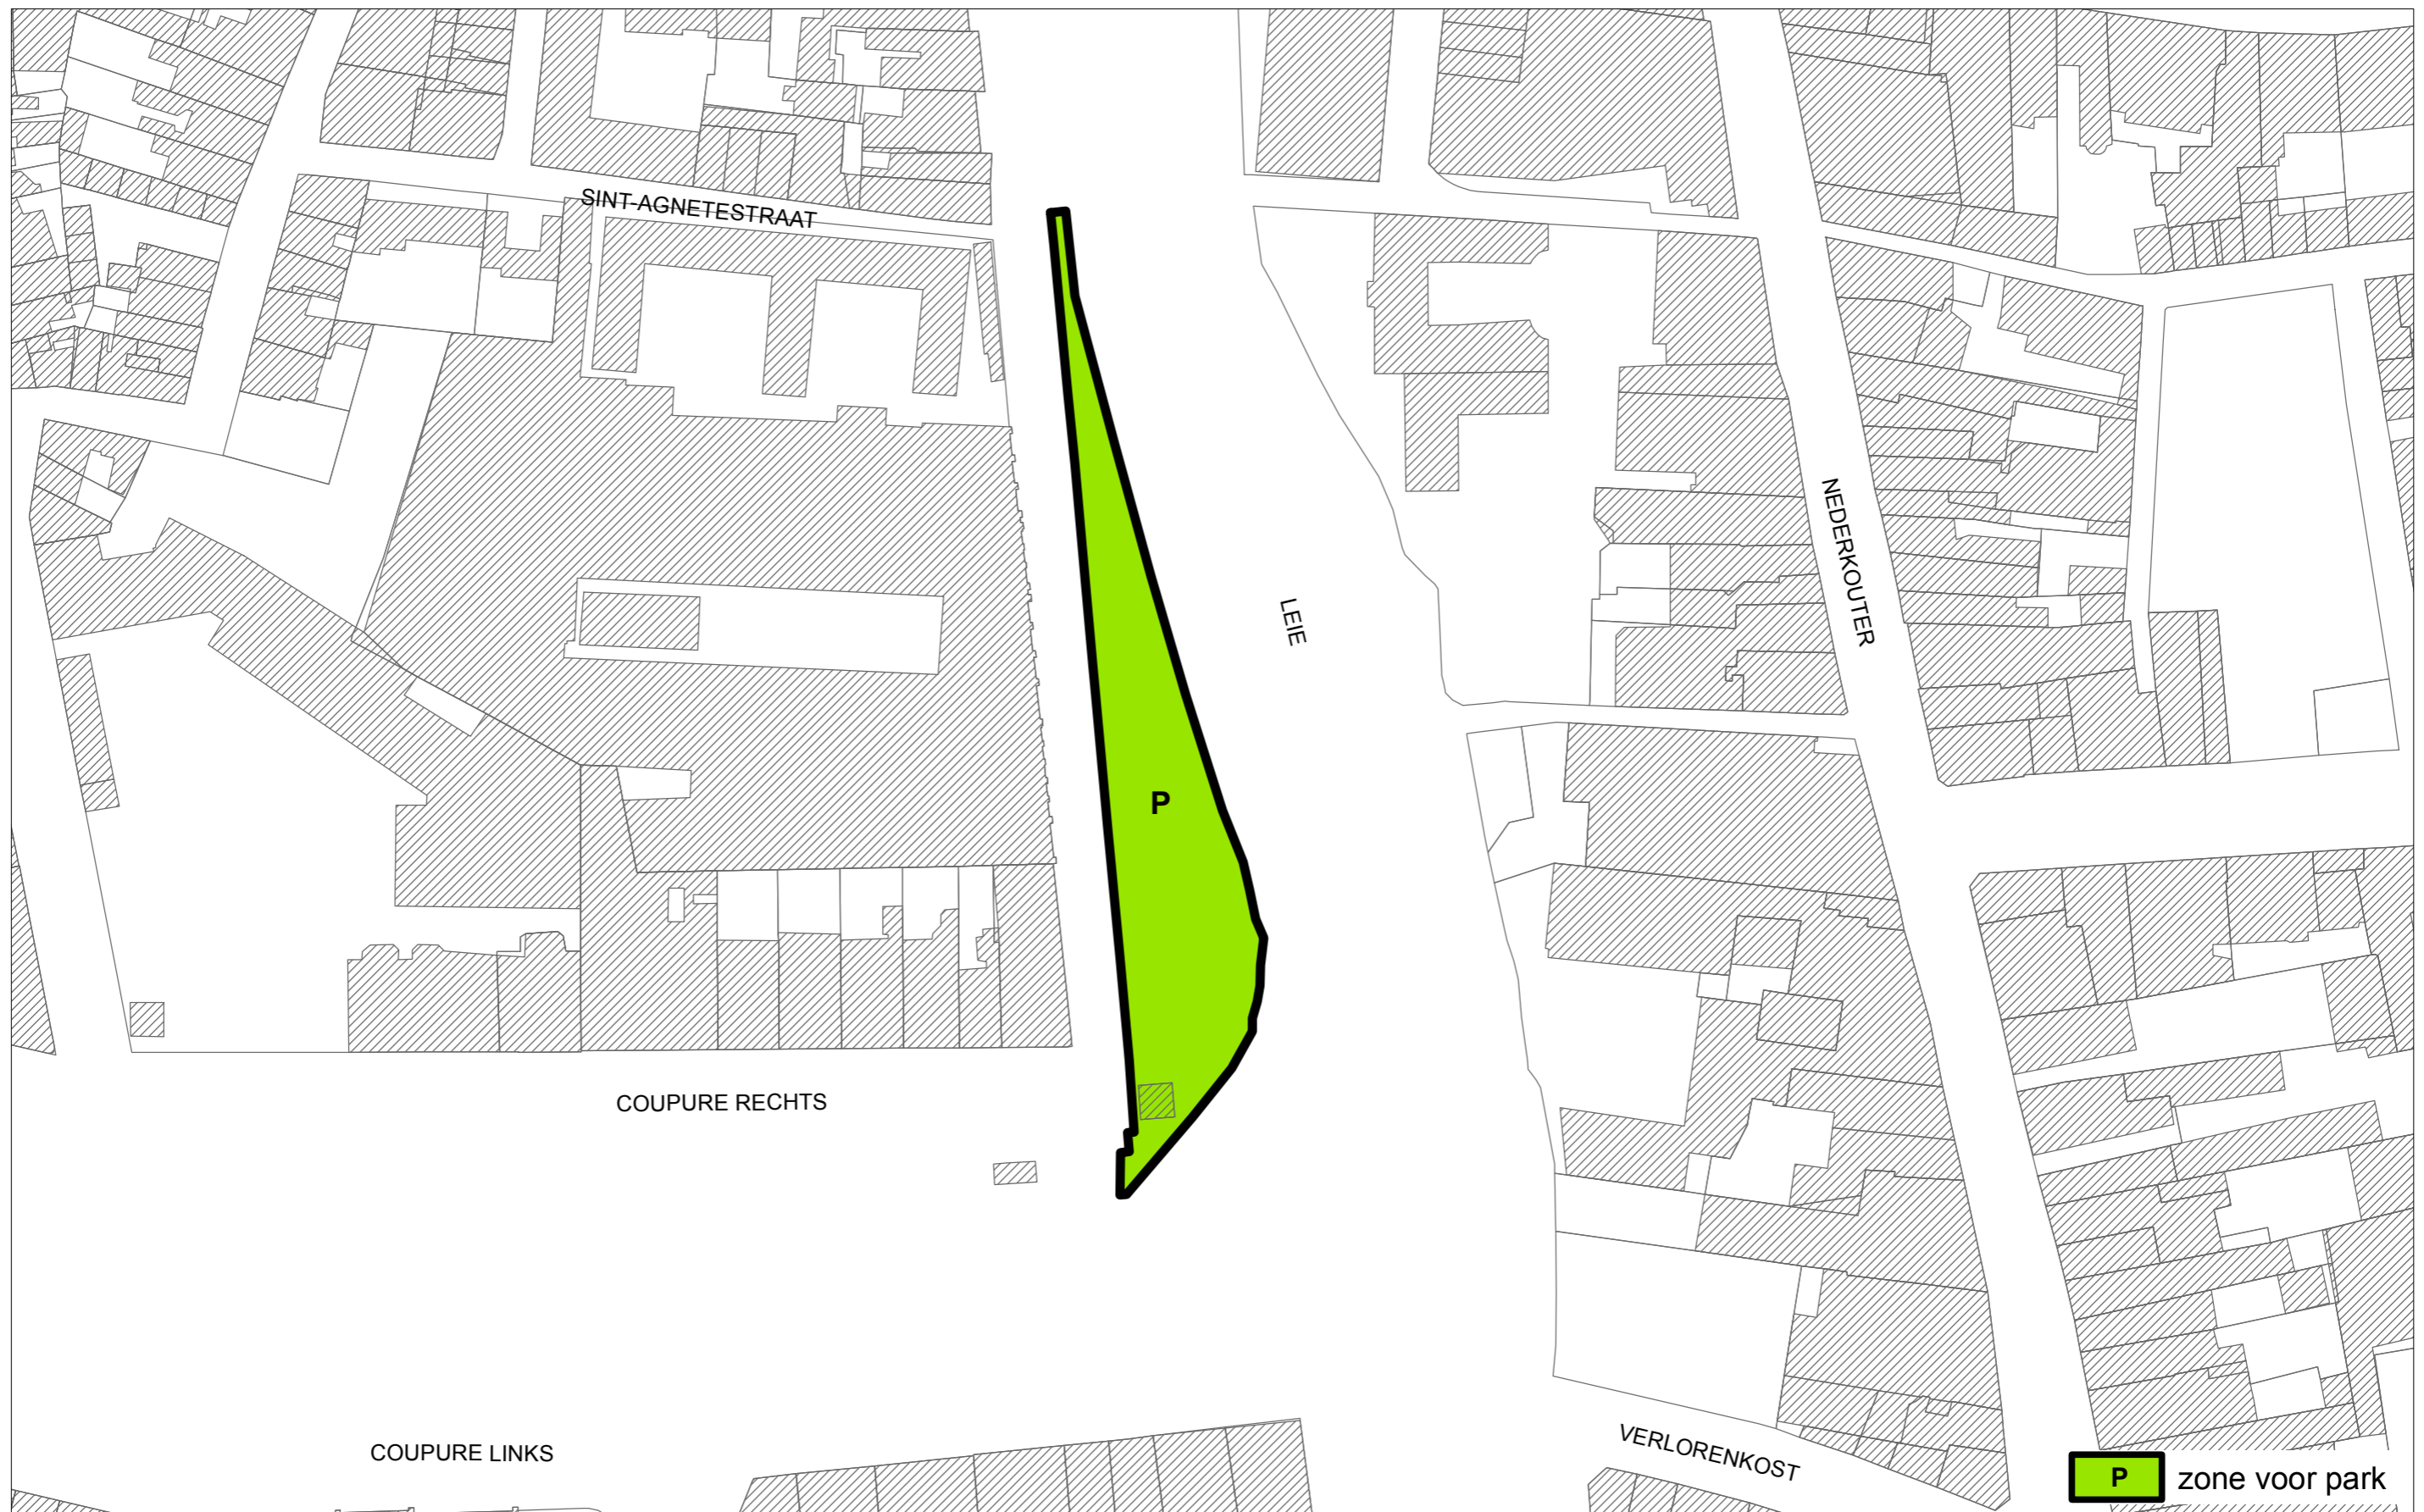 SINT-AGNETESTRAAT
NEDERKOUTER
LEIE
P
COUPURE RECHTS
COUPURE LINKS
VERLORENKOST
P zone voor park